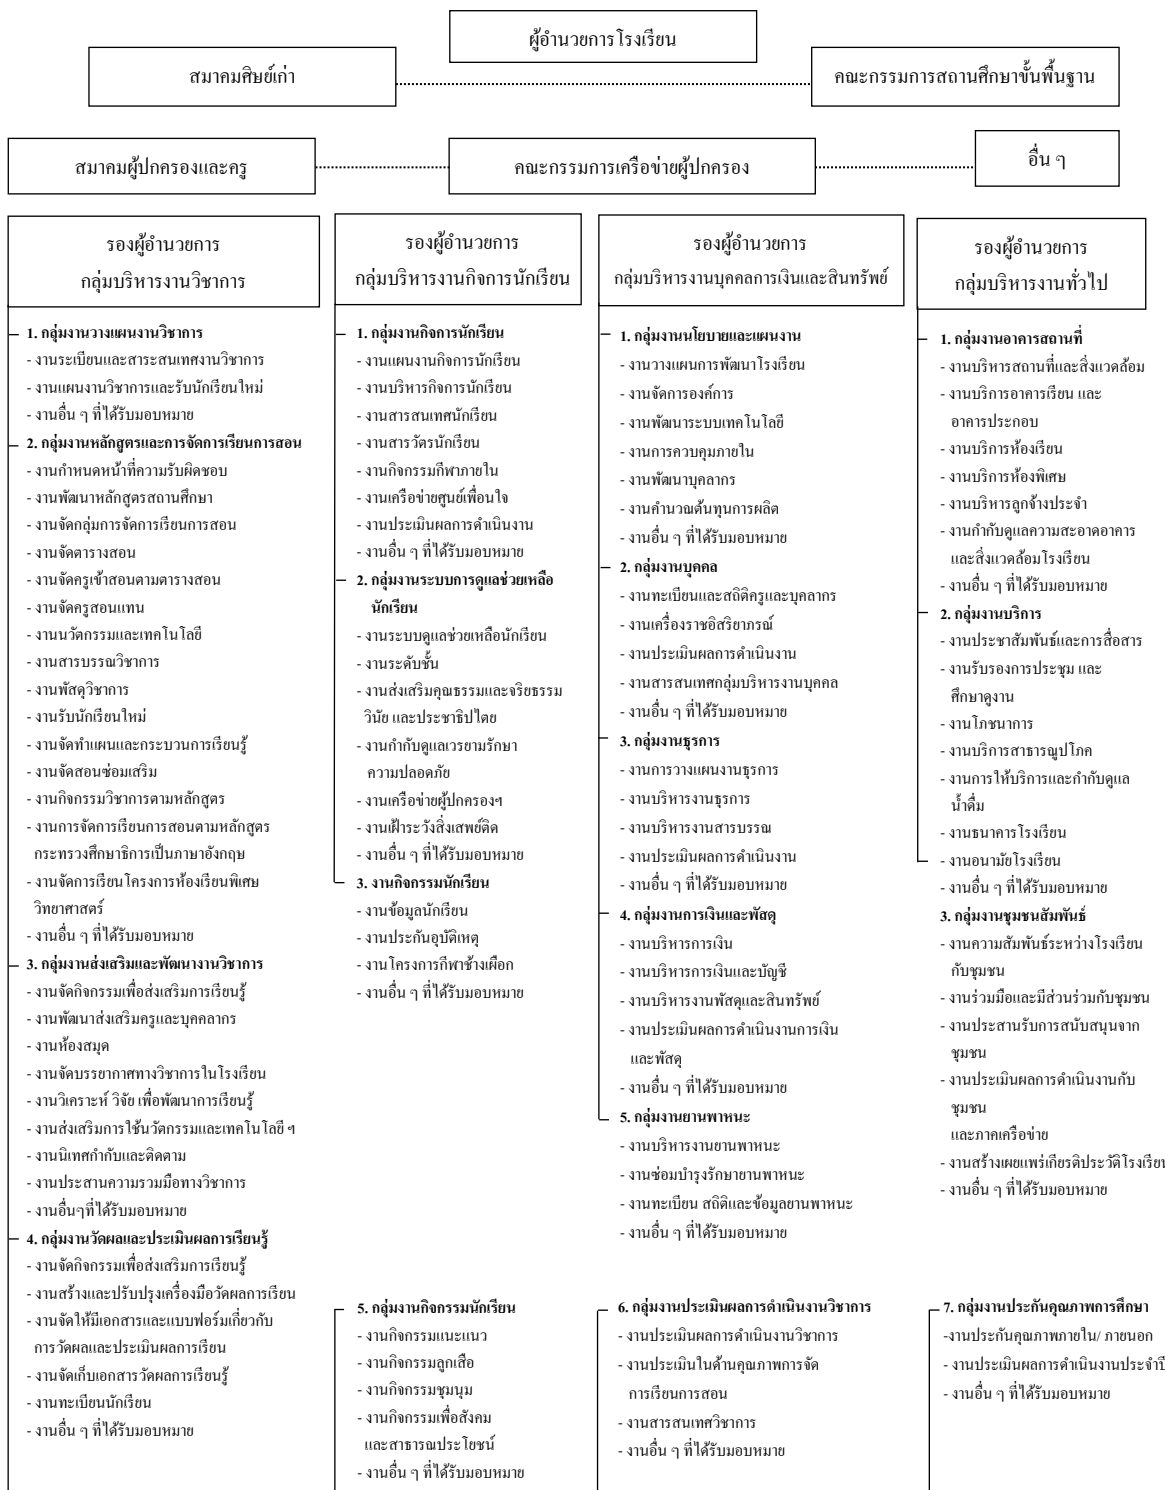 ผู้อำนวยการโรงเรียน
สมาคมศิษย์เก่า
คณะกรรมการสถานศึกษาขั้นพื้นฐาน
สมาคมผู้ปกครองและครู
คณะกรรมการเครือข่ายผู้ปกครอง
อื่น ๆ
รองผู้อำนวยการ
กลุ่มบริหารงานวิชาการ
1. กลุ่มงานวางแผนงานวิชาการ
- งานระเบียนและสาระสนเทศงานวิชาการ
- งานแผนงานวิชาการและรับนักเรียนใหม่
- งานอื่น ๆ ที่ได้รับมอบหมาย
2. กลุ่มงานหลักสูตรและการจัดการเรียนการสอน
- งานกำหนดหน้าที่ความรับผิดชอบ
- งานพัฒนาหลักสูตรสถานศึกษา
- งานจัดกลุ่มการจัดการเรียนการสอน
- งานจัดตารางสอน
- งานจัดครูเข้าสอนตามตารางสอน
- งานจัดครูสอนแทน
- งานนวัตกรรมและเทคโนโลยี
- งานสารบรรณวิชาการ
- งานพัสดุวิชาการ
- งานรับนักเรียนใหม่
- งานจัดทำแผนและกระบวนการเรียนรู้
- งานจัดสอนซ่อมเสริม
- งานกิจกรรมวิชาการตามหลักสูตร
- งานการจัดการเรียนการสอนตามหลักสูตร
กระทรวงศึกษาธิการเป็นภาษาอังกฤษ
- งานจัดการเรียนโครงการห้องเรียนพิเศษ
วิทยาศาสตร์
- งานอื่น ๆ ที่ได้รับมอบหมาย
3. กลุ่มงานส่งเสริมและพัฒนางานวิชาการ
- งานจัดกิจกรรมเพื่อส่งเสริมการเรียนรู้
- งานพัฒนาส่งเสริมครูและบุคคลากร
- งานห้องสมุด
- งานจัดบรรยากาศทางวิชาการในโรงเรียน
- งานวิเคราะห์ วิจัย เพื่อพัฒนาการเรียนรู้
- งานส่งเสริมการใช้นวัตกรรมและเทคโนโลยี ฯ
- งานนิเทศกำกับและติดตาม
- งานประสานความรวมมือทางวิชาการ
- งานอื่นๆที่ได้รับมอบหมาย
4. กลุ่มงานวัดผลและประเมินผลการเรียนรู้
- งานจัดกิจกรรมเพื่อส่งเสริมการเรียนรู้
- งานสร้างและปรับปรุงเครื่องมือวัดผลการเรียน
- งานจัดให้มีเอกสารและแบบฟอร์มเกี่ยวกับ
การวัดผลและประเมินผลการเรียน
- งานจัดเก็บเอกสารวัดผลการเรียนรู้
- งานทะเบียนนักเรียน
- งานอื่น ๆ ที่ได้รับมอบหมาย
รองผู้อำนวยการ
กลุ่มบริหารงานกิจการนักเรียน
1. กลุ่มงานกิจการนักเรียน
- งานแผนงานกิจการนักเรียน
- งานบริหารกิจการนักเรียน
- งานสารสนเทศนักเรียน
- งานสารวัตรนักเรียน
- งานกิจกรรมกีฬาภายใน
- งานเครือข่ายศูนย์เพื่อนใจ
- งานประเมินผลการดำเนินงาน
- งานอื่น ๆ ที่ได้รับมอบหมาย
2. กลุ่มงานระบบการดูแลช่วยเหลือ
นักเรียน
- งานระบบดูแลช่วยเหลือนักเรียน
- งานระดับชั้น
- งานส่งเสริมคุณธรรมและจริยธรรม
วินัย และประชาธิปไตย
- งานกำกับดูแลเวรยามรักษา
ความปลอดภัย
- งานเครือข่ายผู้ปกครองฯ
- งานเฝ้าระวังสิ่งเสพย์ติด
- งานอื่น ๆ ที่ได้รับมอบหมาย
3. งานกิจกรรมนักเรียน
- งานข้อมูลนักเรียน
- งานประกันอุบัติเหตุ
- งานโครงการกีฬาช้างเผือก
- งานอื่น ๆ ที่ได้รับมอบหมาย
รองผู้อำนวยการ
กลุ่มบริหารงานบุคคลการเงินและสินทรัพย์
1. กลุ่มงานนโยบายและแผนงาน
- งานวางแผนการพัฒนาโรงเรียน
- งานจัดการองค์การ
- งานพัฒนาระบบเทคโนโลยี
- งานการควบคุมภายใน
- งานพัฒนาบุคลากร
- งานคำนวณต้นทุนการผลิต
- งานอื่น ๆ ที่ได้รับมอบหมาย
2. กลุ่มงานบุคคล
- งานทะเบียนและสถิติครูและบุคลากร
- งานเครื่องราชอิสริยาภรณ์
- งานประเมินผลการดำเนินงาน
- งานสารสนเทศกลุ่มบริหารงานบุคคล
- งานอื่น ๆ ที่ได้รับมอบหมาย
3. กลุ่มงานธุรการ
- งานการวางแผนงานธุรการ
- งานบริหารงานธุรการ
- งานบริหารงานสารบรรณ
- งานประเมินผลการดำเนินงาน
- งานอื่น ๆ ที่ได้รับมอบหมาย
4. กลุ่มงานการเงินและพัสดุ
- งานบริหารการเงิน
- งานบริหารการเงินและบัญชี
- งานบริหารงานพัสดุและสินทรัพย์
- งานประเมินผลการดำเนินงานการเงิน
และพัสดุ
- งานอื่น ๆ ที่ได้รับมอบหมาย
5. กลุ่มงานยานพาหนะ
- งานบริหารงานยานพาหนะ
- งานซ่อมบำรุงรักษายานพาหนะ
- งานทะเบียน สถิติและข้อมูลยานพาหนะ
- งานอื่น ๆ ที่ได้รับมอบหมาย
รองผู้อำนวยการ
กลุ่มบริหารงานทั่วไป
1. กลุ่มงานอาคารสถานที่
- งานบริหารสถานที่และสิ่งแวดล้อม
- งานบริการอาคารเรียน และ
อาคารประกอบ
- งานบริการห้องเรียน
- งานบริการห้องพิเศษ
- งานบริหารลูกจ้างประจำ
- งานกำกับดูแลความสะอาดอาคาร
และสิ่งแวดล้อมโรงเรียน
- งานอื่น ๆ ที่ได้รับมอบหมาย
2. กลุ่มงานบริการ
- งานประชาสัมพันธ์และการสื่อสาร
- งานรับรองการประชุม และ
ศึกษาดูงาน
- งานโภชนาการ
- งานบริการสาธารณูปโภค
- งานการให้บริการและกำกับดูแล
น้ำดื่ม
- งานธนาคารโรงเรียน
- งานอนามัยโรงเรียน
- งานอื่น ๆ ที่ได้รับมอบหมาย
3. กลุ่มงานชุมชนสัมพันธ์
- งานความสัมพันธ์ระหว่างโรงเรียน
กับชุมชน
- งานร่วมมือและมีส่วนร่วมกับชุมชน
- งานประสานรับการสนับสนุนจาก
ชุมชน
- งานประเมินผลการดำเนินงานกับ
ชุมชน
และภาคเครือข่าย
- งานสร้างเผยแพร่เกียรติประวัติโรงเรียน
- งานอื่น ๆ ที่ได้รับมอบหมาย
5. กลุ่มงานกิจกรรมนักเรียน
- งานกิจกรรมแนะแนว
- งานกิจกรรมลูกเสือ
- งานกิจกรรมชุมนุม
- งานกิจกรรมเพื่อสังคม
และสาธารณประโยชน์
- งานอื่น ๆ ที่ได้รับมอบหมาย
6. กลุ่มงานประเมินผลการดำเนินงานวิชาการ
- งานประเมินผลการดำเนินงานวิชาการ
- งานประเมินในด้านคุณภาพการจัด
การเรียนการสอน
- งานสารสนเทศวิชาการ
- งานอื่น ๆ ที่ได้รับมอบหมาย
7. กลุ่มงานประกันคุณภาพการศึกษา
-งานประกันคุณภาพภายใน/ ภายนอก
- งานประเมินผลการดำเนินงานประจำปี
- งานอื่น ๆ ที่ได้รับมอบหมาย